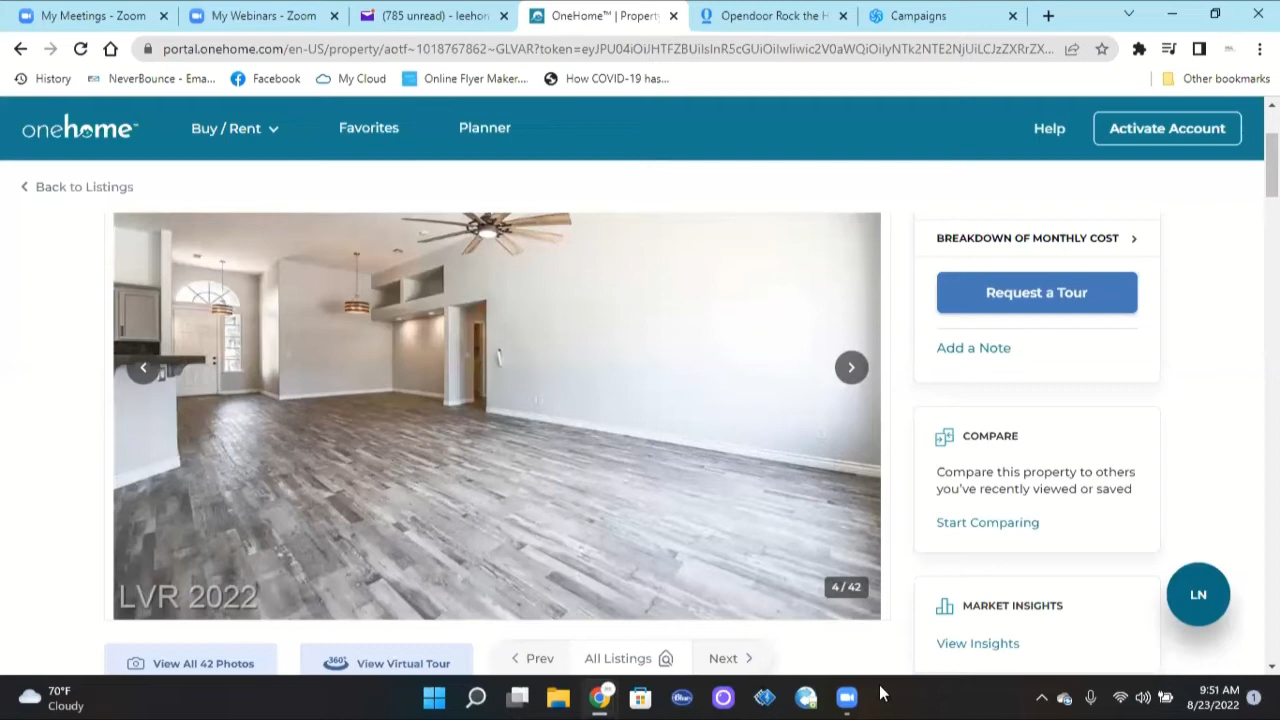 My Meetings - Zoom
My Webinars - Zoom
(785 unread) - leehor
OneHome™ | Propert
Opendoor Rock the H
Campaigns
portal.onehome.com/en-US/property/aotf~1018767862~GLVAR?token=
History
NeverBounce - Ema...
Facebook
My Cloud
Online Flyer Maker....
How COVID-19 has...
Other bookmarks
onehome™
Buy / Rent
Favorites
Planner
Help
Activate Account
Back to Listings
BREAKDOWN OF MONTHLY COST
Request a Tour
Add a Note
COMPARE
Compare this property to others
you've recently viewed or saved
Start Comparing
LVR 2022
4 / 42
LN
MARKET INSIGHTS
View Insights
View All 42 Photos
360°
View Virtual Tour
Prev
All Listings
Next
70°F
Cloudy
Blue
9:51 AM
8/23/2022
1